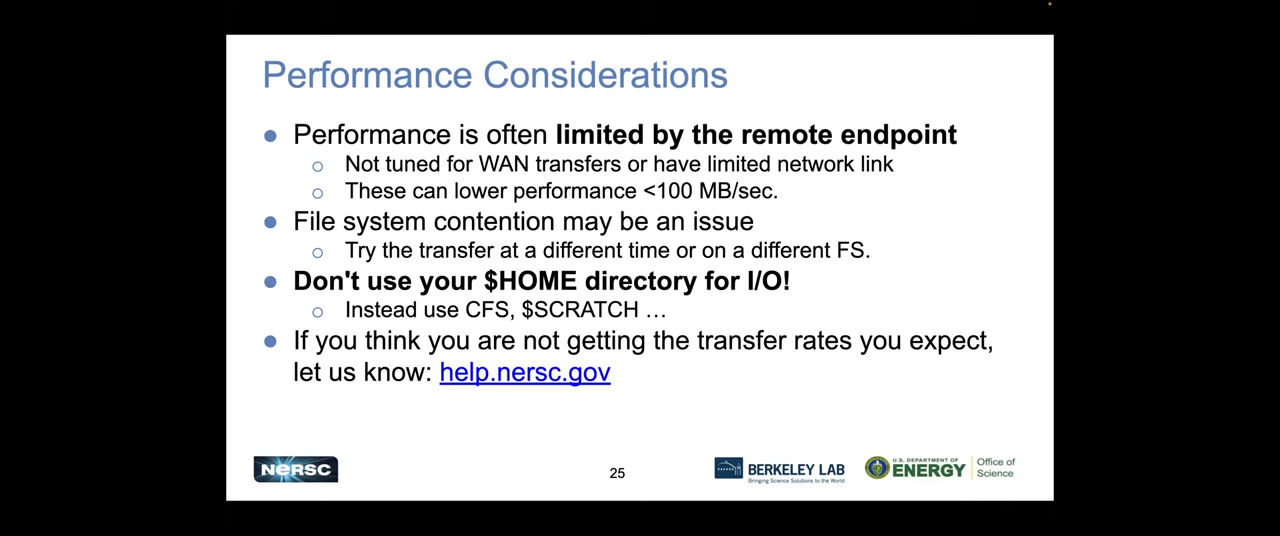 Performance Considerations
● Performance is often limited by the remote endpoint
○ Not tuned for WAN transfers or have limited network link
○ These can lower performance <100 MB/sec.
● File system contention may be an issue
○ Try the transfer at a different time or on a different FS.
● Don't use your $HOME directory for I/O!
○ Instead use CFS, $SCRATCH …
● If you think you are not getting the transfer rates you expect,
let us know: help.nersc.gov
NERSC
25
BERKELEY LAB
Bringing Science Solutions to the World
U.S. DEPARTMENT OF
ENERGY
Office of
Science